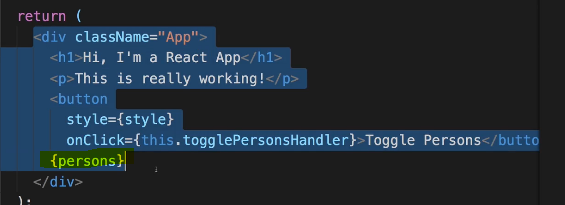 return (
<div className="App">
<h1>Hi, I'm a React App</h1>
<p>This is really working!</p>
<button
style={style}
onClick={this.togglePersonsHandler}>Toggle Persons</butto
{persons}
</div>
);